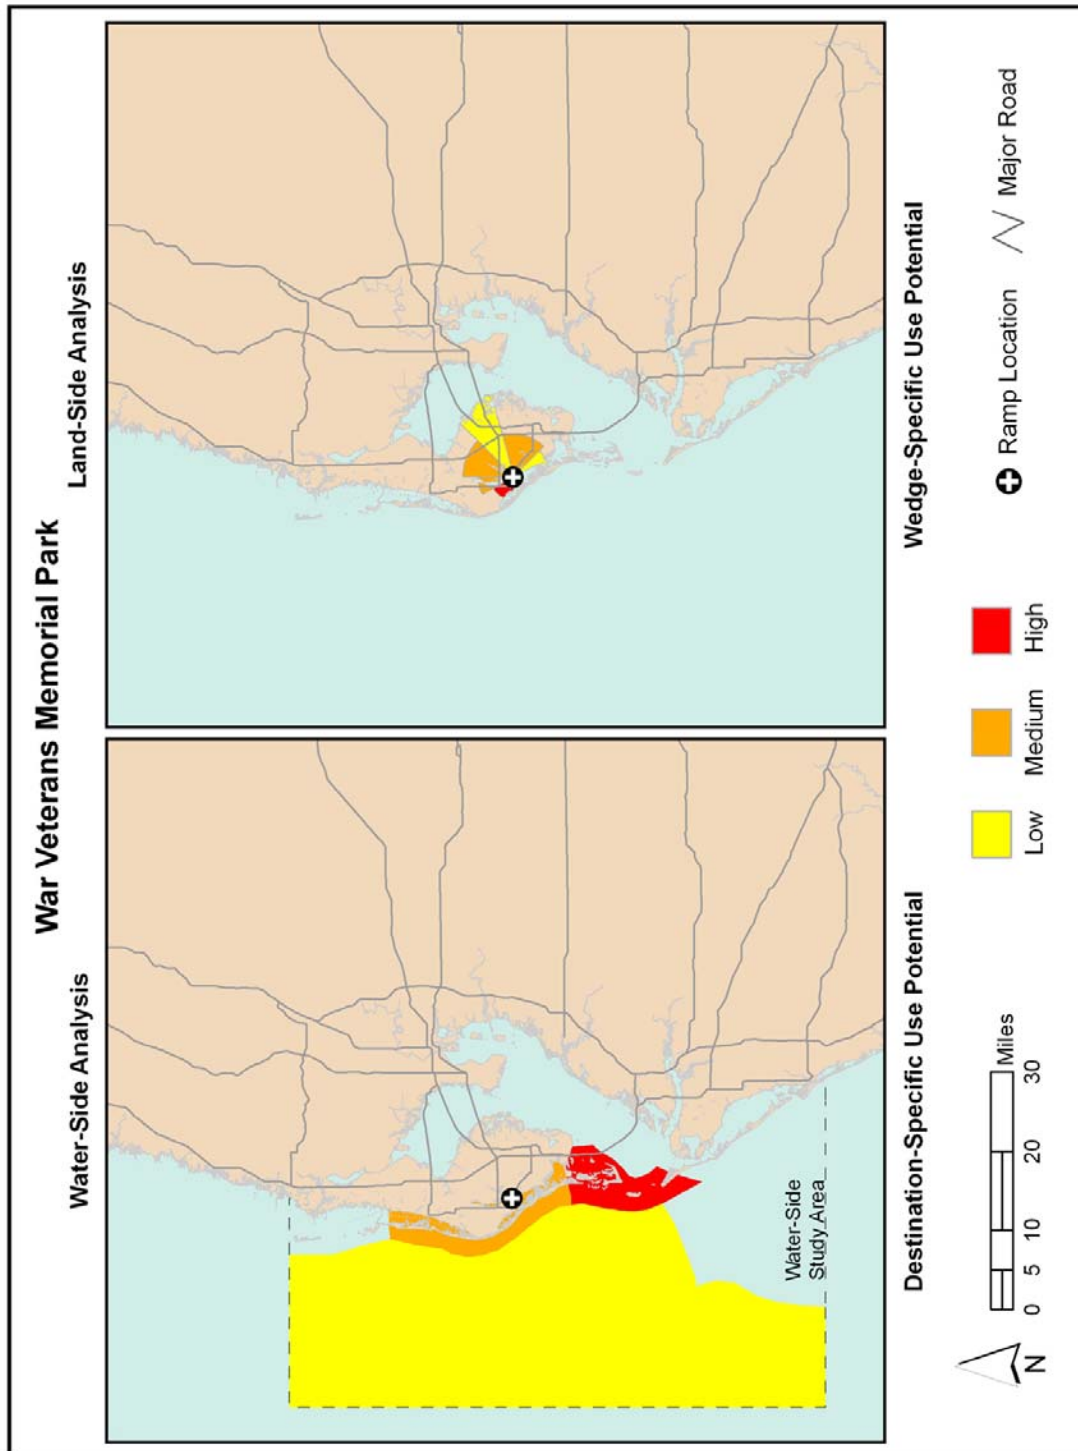 War Veterans Memorial Park
Water-Side Analysis
Land-Side Analysis
Water-Side
Study Area
Destination-Specific Use Potential
Wedge-Specific Use Potential
N
0 5 10 20 30
Miles
Low
Medium
High
Ramp Location
Major Road